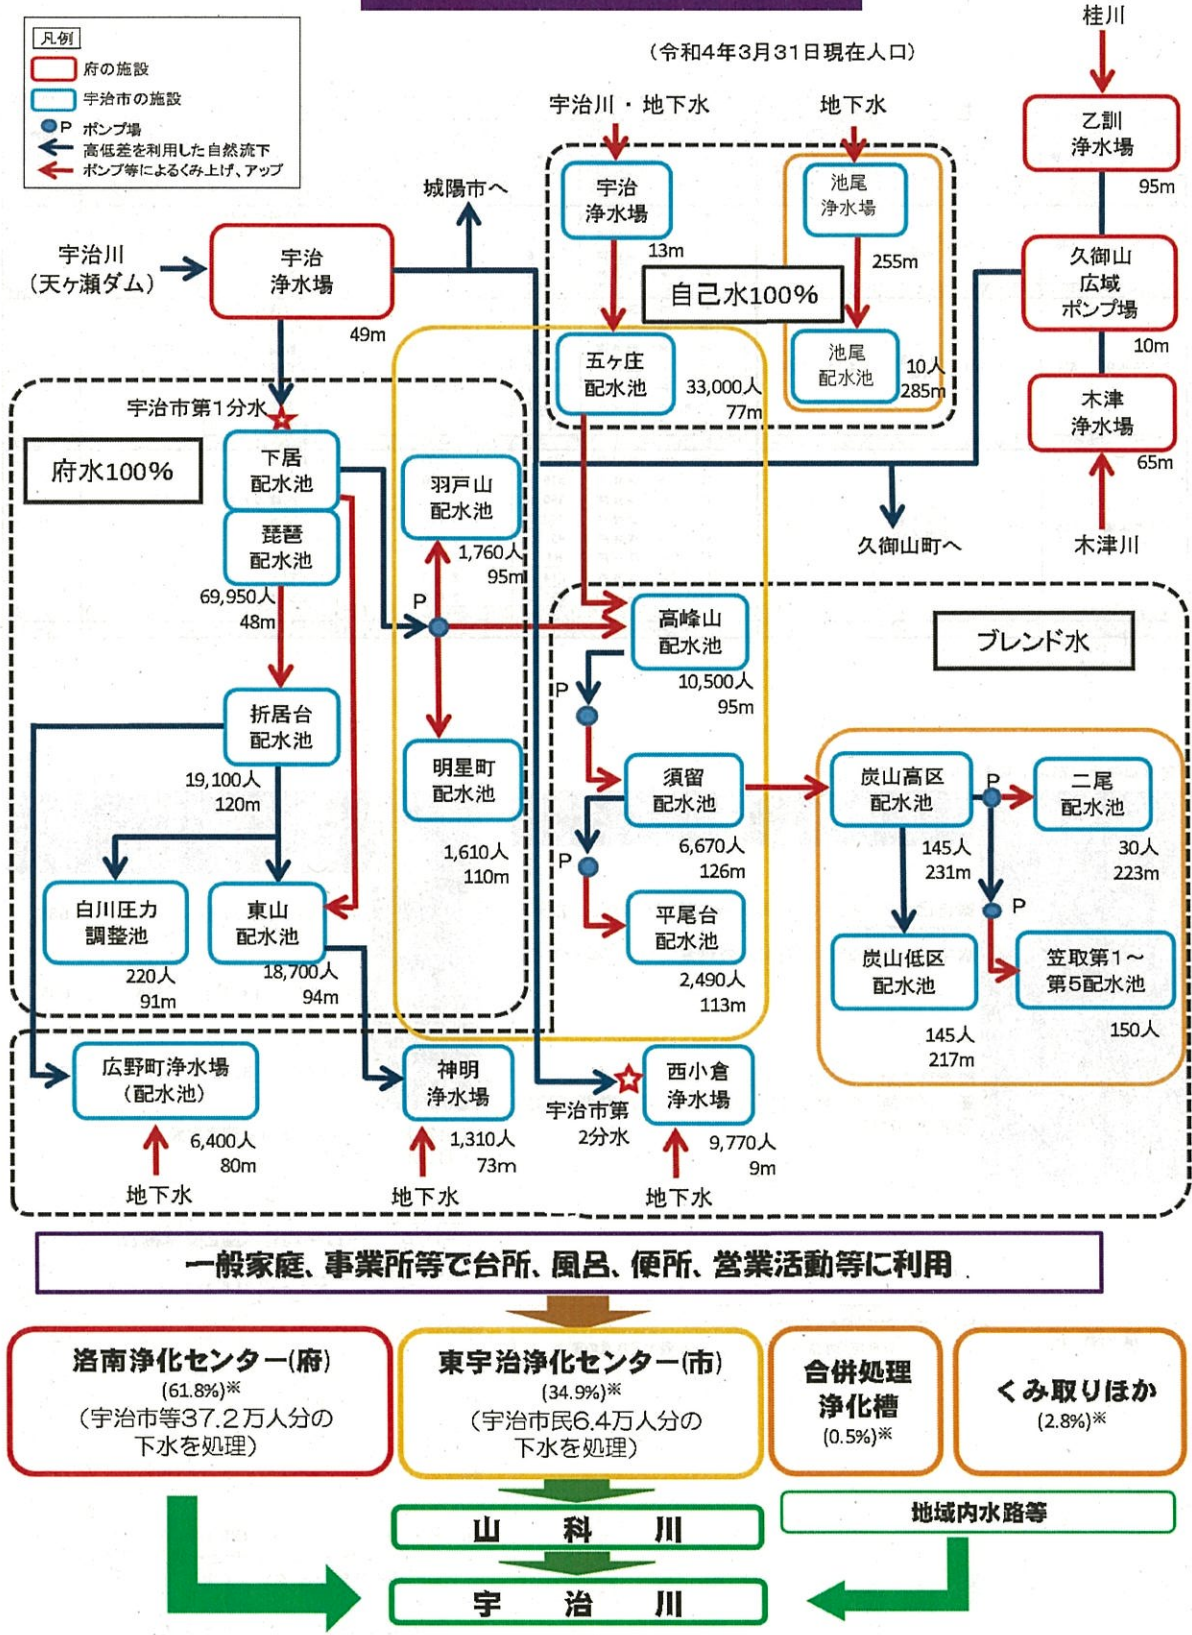 凡例
府の施設
宇治市の施設
P ポンプ場
高低差を利用した自然流下
ポンプ等によるくみ上げ、アップ
（令和4年3月31日現在人口）
桂川
乙訓
浄水場
95m
久御山
広域
ポンプ場
10m
木津
浄水場
65m
木津川
久御山町へ
宇治川・地下水
宇治
浄水場
13m
地下水
池尾
浄水場
255m
自己水100%
五ヶ庄
配水池
33,000人
77m
池尾
配水池
10人
285m
城陽市へ
宇治川
（天ヶ瀬ダム）
宇治
浄水場
49m
宇治市第1分水
府水100%
下居
配水池
琵琶
配水池
69,950人
48m
羽戸山
配水池
1,760人
95m
P
明星町
配水池
1,610人
110m
折居台
配水池
19,100人
120m
白川圧力
調整池
220人
91m
東山
配水池
18,700人
94m
ブレンド水
高峰山
配水池
10,500人
95m
P
須留
配水池
6,670人
126m
P
平尾台
配水池
2,490人
113m
炭山高区
配水池
145人
231m
P
二尾
配水池
30人
223m
P
炭山低区
配水池
145人
217m
笠取第1～
第5配水池
150人
広野町浄水場
（配水池）
6,400人
80m
地下水
神明
浄水場
1,310人
73m
地下水
宇治市第
2分水
西小倉
浄水場
9,770人
9m
地下水
一般家庭、事業所等で台所、風呂、便所、営業活動等に利用
洛南浄化センター(府)
(61.8%)※
（宇治市等37.2万人分の
下水を処理）
東宇治浄化センター(市)
(34.9%)※
（宇治市民6.4万人分の
下水を処理）
合併処理
浄化槽
(0.5%)※
くみ取りほか
(2.8%)※
山科川
地域内水路等
宇治川